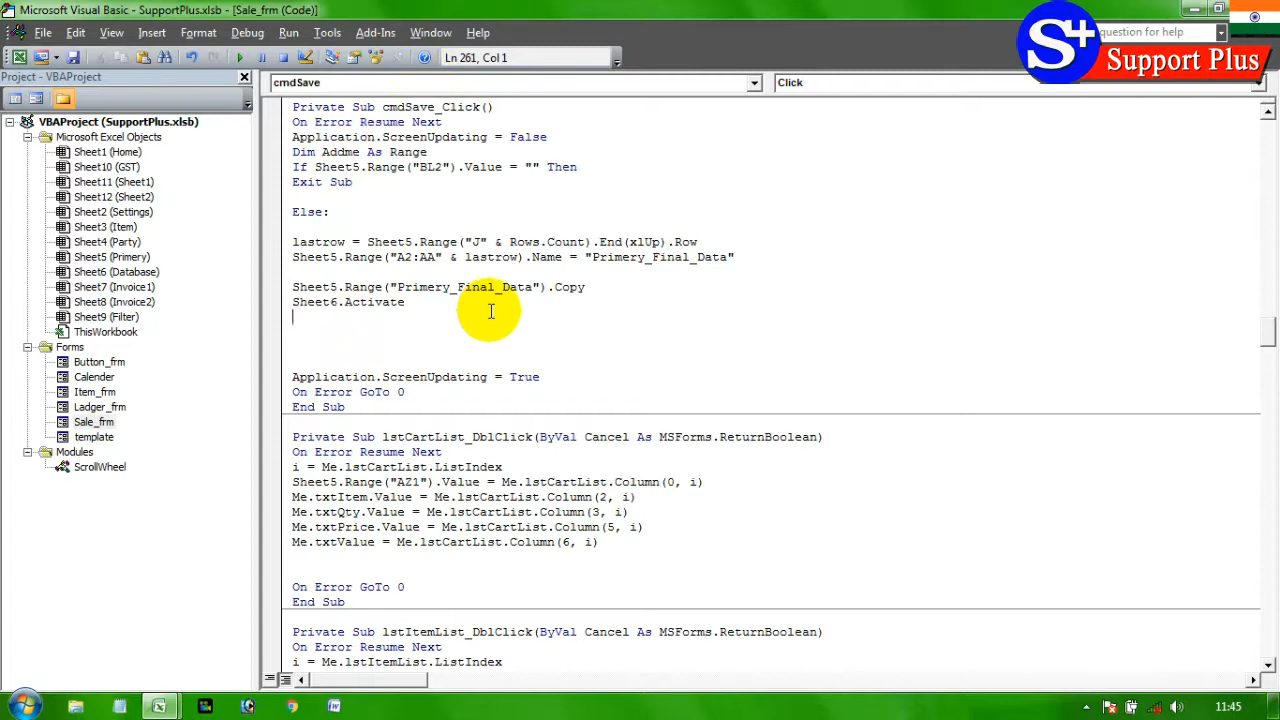 Microsoft Visual Basic - SupportPlus.xlsb - [Sale_frm (Code)]
File Edit View Insert Format Debug Run Tools Add-Ins Window Help
question for help
S+
Support Plus
Ln 261, Col 1
Project - VBAProject
cmdSave
Click
VBAProject (SupportPlus.xlsb)
Microsoft Excel Objects
Sheet1 (Home)
Sheet10 (GST)
Sheet11 (Sheet1)
Sheet12 (Sheet2)
Sheet2 (Settings)
Sheet3 (Item)
Sheet4 (Party)
Sheet5 (Primery)
Sheet6 (Database)
Sheet7 (Invoice1)
Sheet8 (Invoice2)
Sheet9 (Filter)
ThisWorkbook
Forms
Button_frm
Calender
Item_frm
Ladger_frm
Sale_frm
template
Modules
ScrollWheel
Private Sub cmdSave_Click()
On Error Resume Next
Application.ScreenUpdating = False
Dim Addme As Range
If Sheet5.Range("BL2").Value = "" Then
Exit Sub
Else:
lastrow = Sheet5.Range("J" & Rows.Count).End(xlUp).Row
Sheet5.Range("A2:AA" & lastrow).Name = "Primery_Final_Data"
Sheet5.Range("Primery_Final_Data").Copy
Sheet6.Activate
Application.ScreenUpdating = True
On Error GoTo 0
End Sub
Private Sub lstCartList_DblClick(ByVal Cancel As MSForms.ReturnBoolean)
On Error Resume Next
i = Me.lstCartList.ListIndex
Sheet5.Range("AZ1").Value = Me.lstCartList.Column(0, i)
Me.txtItem.Value = Me.lstCartList.Column(2, i)
Me.txtQty.Value = Me.lstCartList.Column(3, i)
Me.txtPrice.Value = Me.lstCartList.Column(5, i)
Me.txtValue = Me.lstCartList.Column(6, i)
On Error GoTo 0
End Sub
Private Sub lstItemList_DblClick(ByVal Cancel As MSForms.ReturnBoolean)
On Error Resume Next
i = Me.lstItemList.ListIndex
11:45